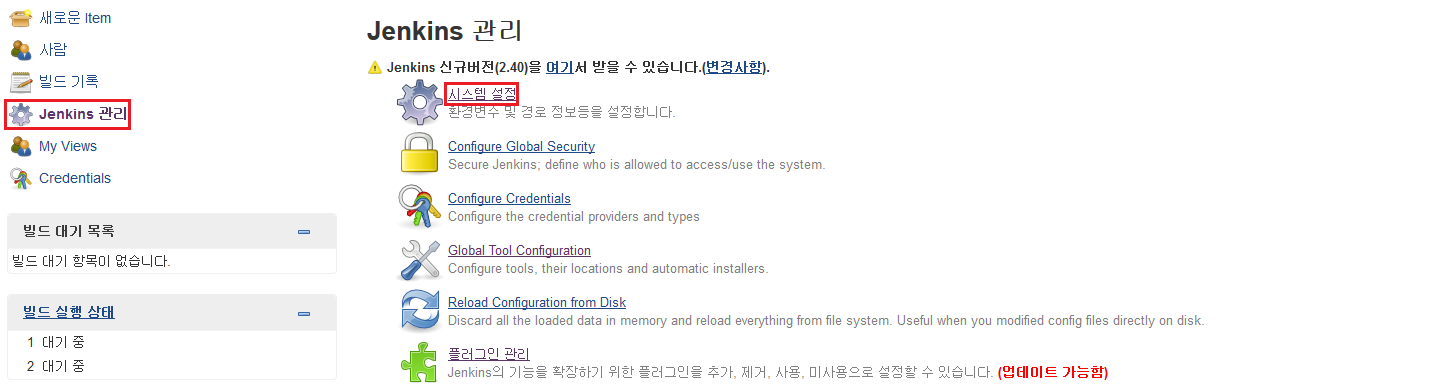 새로운 Item
사람
빌드 기록
Jenkins 관리
My Views
Credentials
빌드 대기 목록
빌드 대기 항목이 없습니다.
빌드 실행 상태
1 대기 중
2 대기 중
Jenkins 관리
Jenkins 신규버전(2.40)을 여기서 받을 수 있습니다.(변경사항).
시스템 설정
환경변수 및 경로 정보등을 설정합니다.
Configure Global Security
Secure Jenkins; define who is allowed to access/use the system.
Configure Credentials
Configure the credential providers and types
Global Tool Configuration
Configure tools, their locations and automatic installers.
Reload Configuration from Disk
Discard all the loaded data in memory and reload everything from file system. Useful when you modified config files directly on disk.
플러그인 관리
Jenkins의 기능을 확장하기 위한 플러그인을 추가, 제거, 사용, 미사용으로 설정할 수 있습니다. (업데이트 가능함)